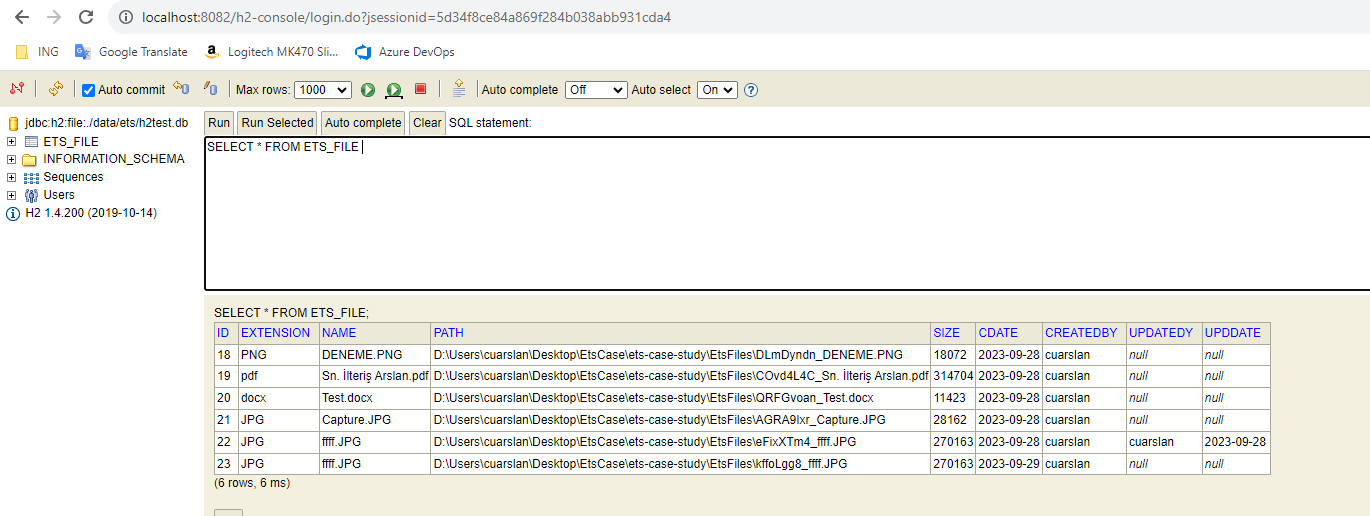 localhost:8082/h2-console/login.do?jsessionid=5d34f8ce84a869f284b038abb931cda4
ING Google Translate Logitech MK470 Sli... Azure DevOps
Auto commit Max rows: 1000 Auto complete Off Auto select On
jdbc:h2:file:./data/ets/h2test.db
ETS_FILE
INFORMATION_SCHEMA
Sequences
Users
H2 1.4.200 (2019-10-14)
Run Run Selected Auto complete Clear SQL statement:
SELECT * FROM ETS_FILE
SELECT * FROM ETS_FILE;
ID EXTENSION NAME PATH SIZE CDATE CREATEDBY UPDATEDY UPDDATE
18 PNG DENEME.PNG D:\Users\cuarslan\Desktop\EtsCase\ets-case-study\EtsFiles\DLmDyndn_DENEME.PNG 18072 2023-09-28 cuarslan null null
19 pdf Sn. İlteriş Arslan.pdf D:\Users\cuarslan\Desktop\EtsCase\ets-case-study\EtsFiles\COvd4L4C_Sn. İlteriş Arslan.pdf 314704 2023-09-28 cuarslan null null
20 docx Test.docx D:\Users\cuarslan\Desktop\EtsCase\ets-case-study\EtsFiles\QRFGvoan_Test.docx 11423 2023-09-28 cuarslan null null
21 JPG Capture.JPG D:\Users\cuarslan\Desktop\EtsCase\ets-case-study\EtsFiles\AGRA9lxr_Capture.JPG 28162 2023-09-28 cuarslan null null
22 JPG ffff.JPG D:\Users\cuarslan\Desktop\EtsCase\ets-case-study\EtsFiles\eFixXTm4_ffff.JPG 270163 2023-09-28 cuarslan cuarslan 2023-09-28
23 JPG ffff.JPG D:\Users\cuarslan\Desktop\EtsCase\ets-case-study\EtsFiles\kffoLgg8_ffff.JPG 270163 2023-09-29 cuarslan null null
(6 rows, 6 ms)